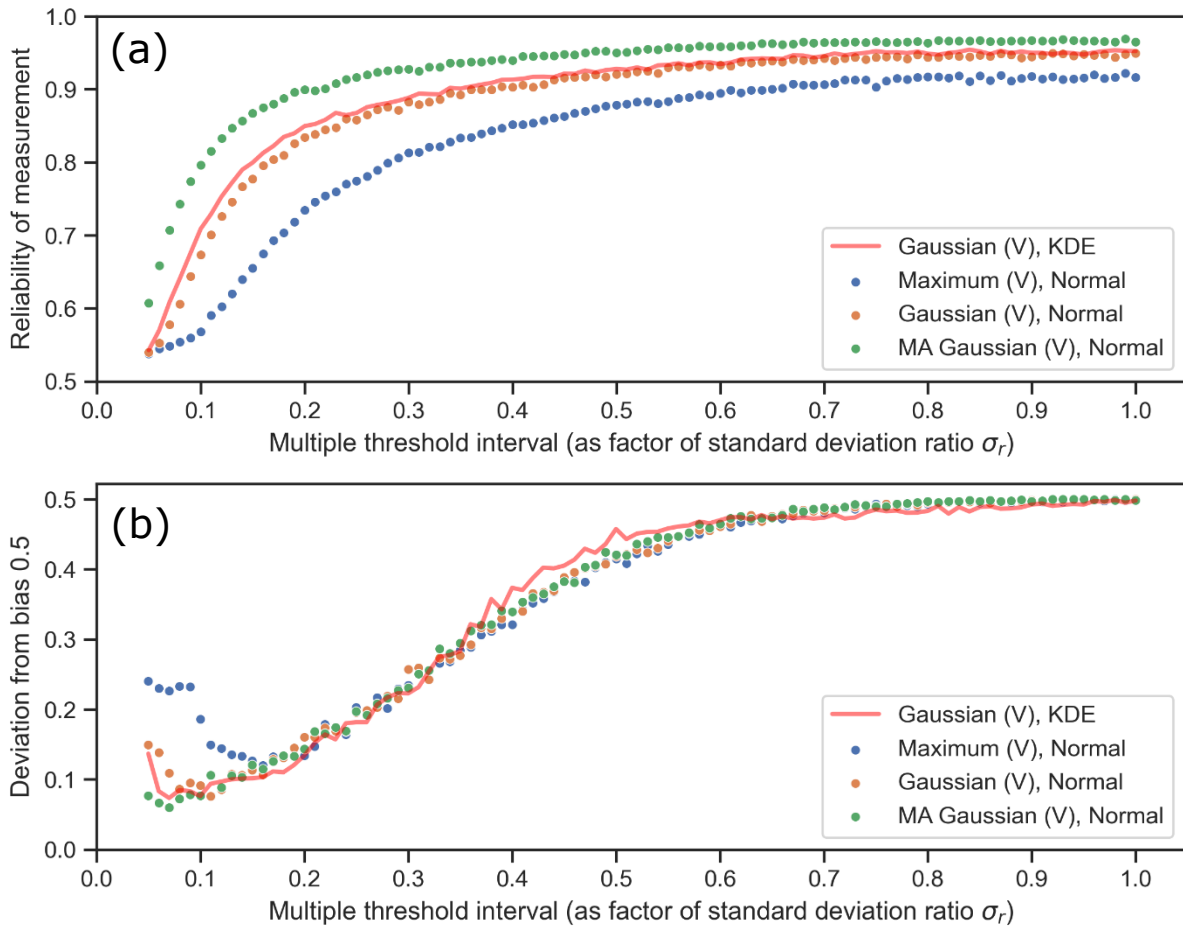 (a)
Reliability of measurement
1.0
0.9
0.8
0.7
0.6
0.5
Gaussian (V), KDE
Maximum (V), Normal
Gaussian (V), Normal
MA Gaussian (V), Normal
0.0 0.1 0.2 0.3 0.4 0.5 0.6 0.7 0.8 0.9 1.0
Multiple threshold interval (as factor of standard deviation ratio σr)
(b)
Deviation from bias 0.5
0.5
0.4
0.3
0.2
0.1
0.0
Gaussian (V), KDE
Maximum (V), Normal
Gaussian (V), Normal
MA Gaussian (V), Normal
0.0 0.1 0.2 0.3 0.4 0.5 0.6 0.7 0.8 0.9 1.0
Multiple threshold interval (as factor of standard deviation ratio σr)